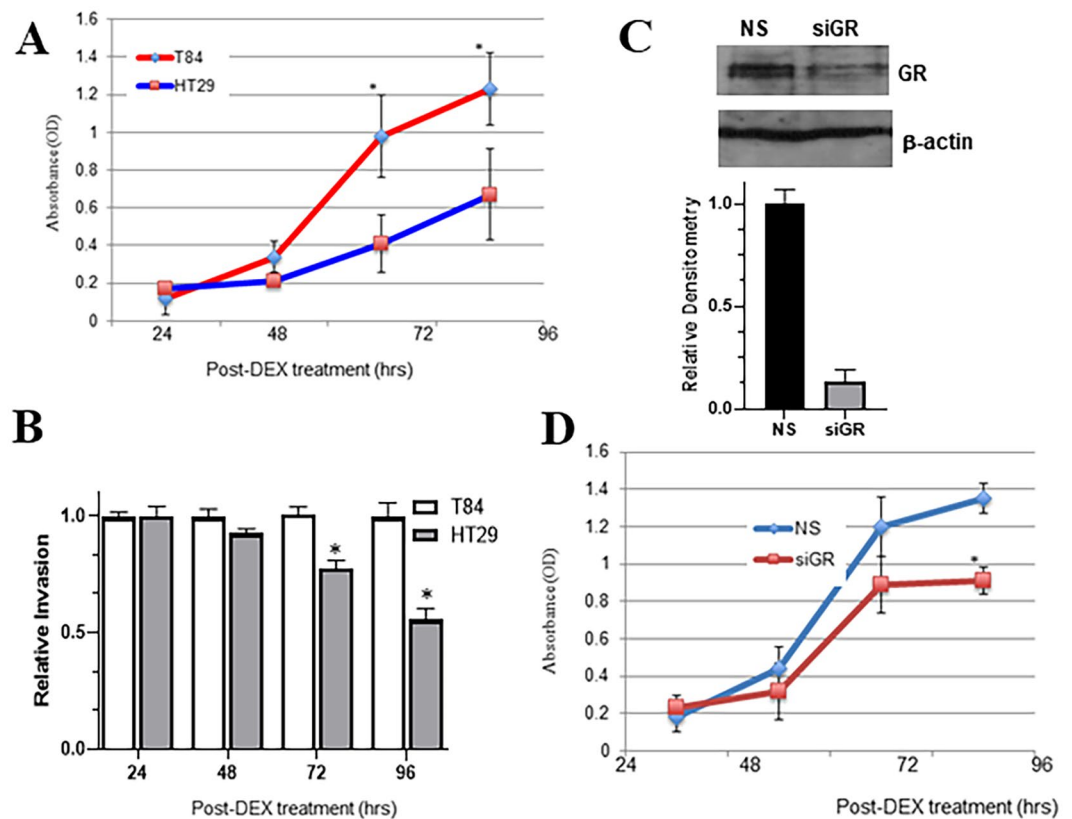 A
1.6
1.4
1.2
1
0.8
0.6
0.4
0.2
0
Absorbance (OD)
T84
HT29
*
*
24 48 72 96
Post-DEX treatment (hrs)
B
1.0
0.5
0.0
Relative Invasion
T84
HT29
*
*
24 48 72 96
Post-DEX treatment (hrs)
C
NS siGR
GR
β-actin
1.0
0.5
0.0
Relative Densitometry
NS siGR
D
1.6
1.4
1.2
1
0.8
0.6
0.4
0.2
0
Absorbance (OD)
NS
siGR
*
24 48 72 96
Post-DEX treatment (hrs)